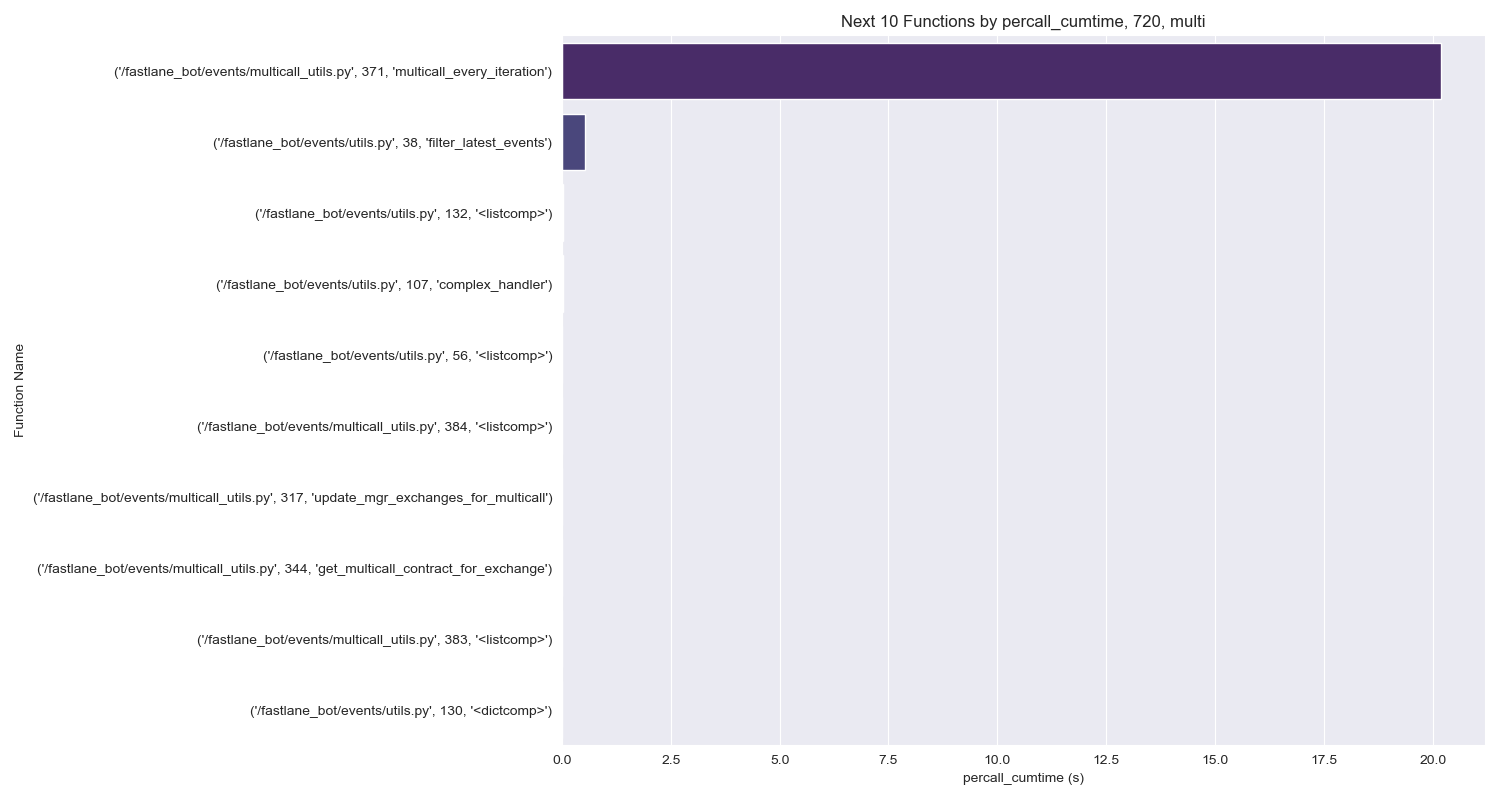 Next 10 Functions by percall_cumtime, 720, multi
('/fastlane_bot/events/multicall_utils.py', 371, 'multicall_every_iteration')
('/fastlane_bot/events/utils.py', 38, 'filter_latest_events')
('/fastlane_bot/events/utils.py', 132, '<listcomp>')
('/fastlane_bot/events/utils.py', 107, 'complex_handler')
('/fastlane_bot/events/utils.py', 56, '<listcomp>')
('/fastlane_bot/events/multicall_utils.py', 384, '<listcomp>')
('/fastlane_bot/events/multicall_utils.py', 317, 'update_mgr_exchanges_for_multicall')
('/fastlane_bot/events/multicall_utils.py', 344, 'get_multicall_contract_for_exchange')
('/fastlane_bot/events/multicall_utils.py', 383, '<listcomp>')
('/fastlane_bot/events/utils.py', 130, '<dictcomp>')
Function Name
0.0 2.5 5.0 7.5 10.0 12.5 15.0 17.5 20.0
percall_cumtime (s)